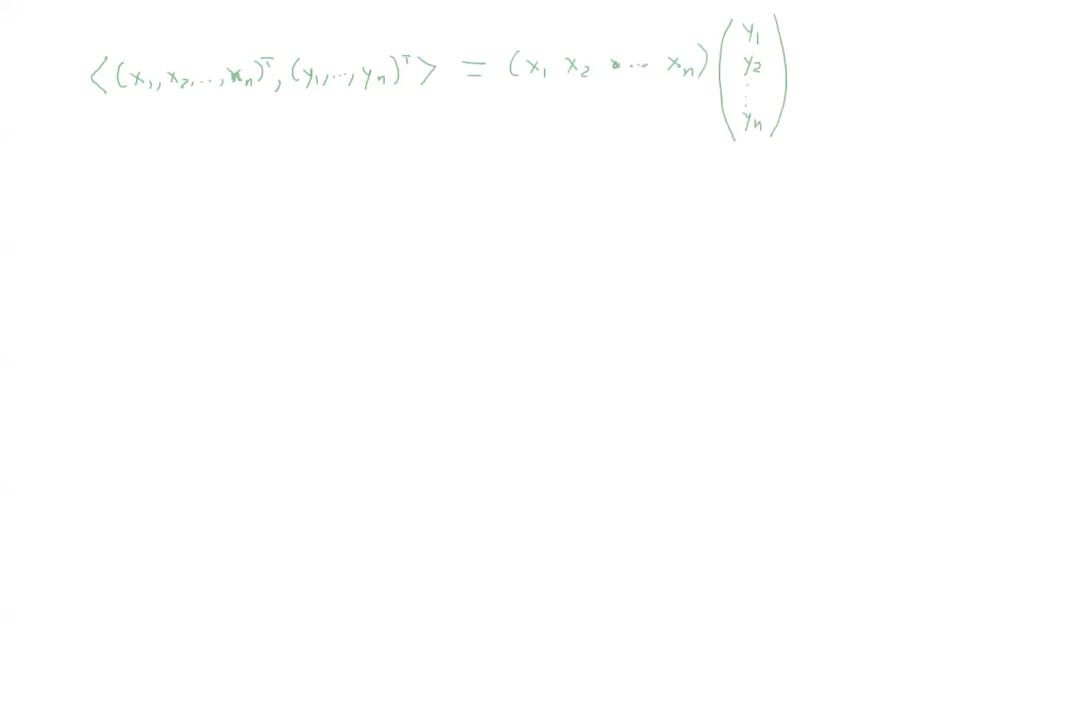 ⟨(x₁, x₂, .., xₙ)ᵀ, (y₁, ..., yₙ)ᵀ⟩ = (x₁ x₂ ... xₙ) (y₁
y₂
⋮
yₙ)